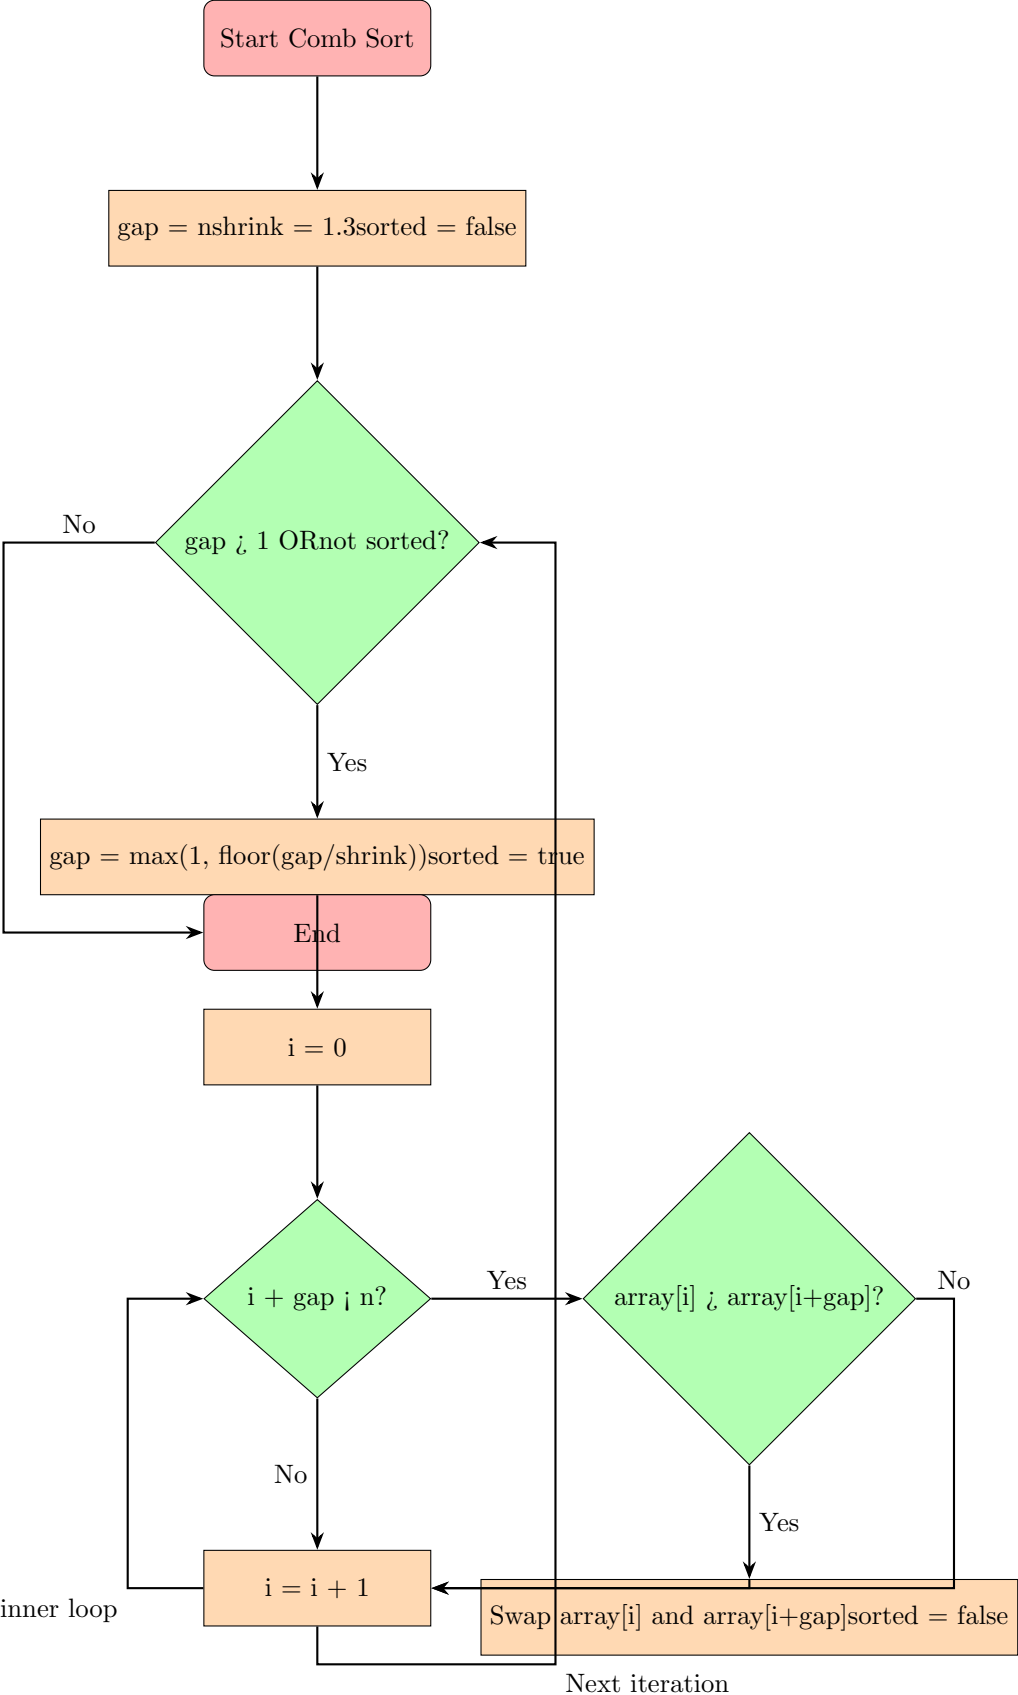 Start Comb Sort
gap = nshrink = 1.3sorted = false
gap ¿ 1 ORnot sorted?
No
Yes
gap = max(1, floor(gap/shrink))sorted = true
End
i = 0
i + gap ¡ n?
Yes
array[i] ¿ array[i+gap]?
No
No
Yes
i = i + 1
inner loop
Swap array[i] and array[i+gap]sorted = false
Next iteration